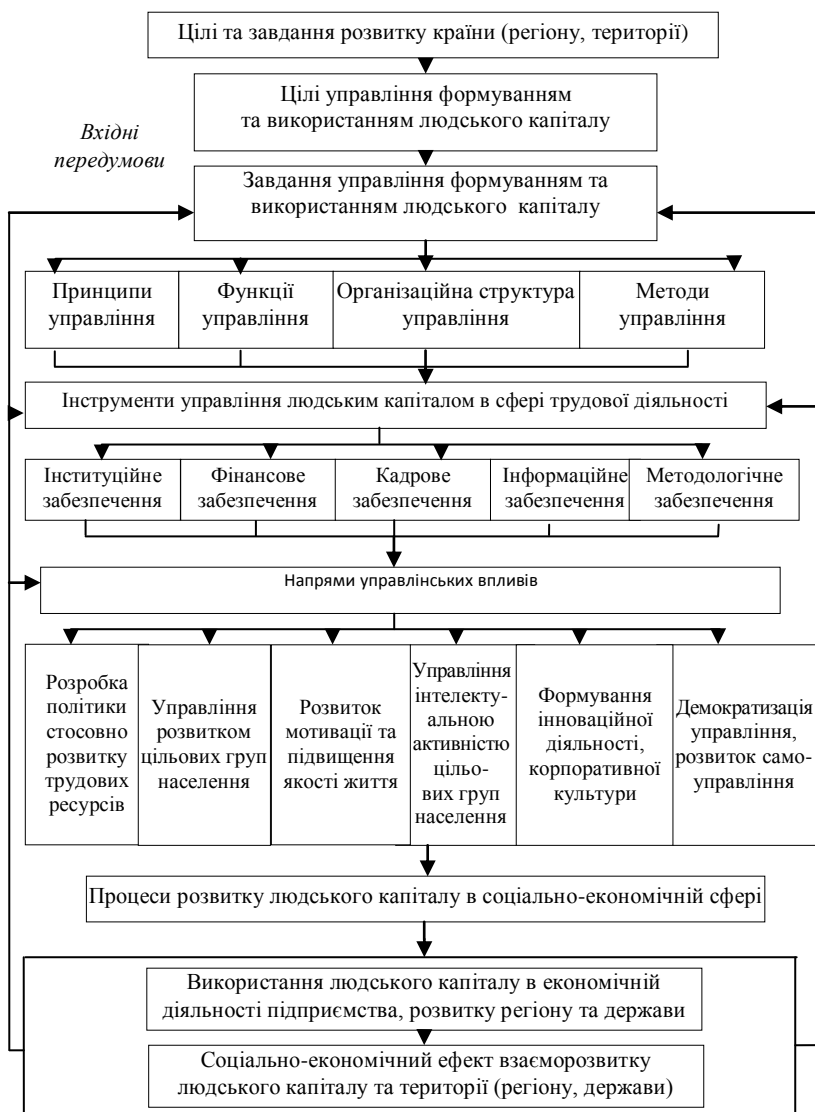 Цілі та завдання розвитку країни (регіону, території)
Цілі управління формуванням
та використанням людського капіталу
Вхідні
передумови
Завдання управління формуванням та
використанням людського капіталу
Принципи
управління
Функції
управління
Організаційна структура
управління
Методи
управління
Інструменти управління людським капіталом в сфері трудової діяльності
Інституційне
забезпечення
Фінансове
забезпечення
Кадрове
забезпечення
Інформаційне
забезпечення
Методологічне
забезпечення
Напрями управлінських впливів
Розробка
політики
стосовно
розвитку
трудових
ресурсів
Управління
розвитком
цільових груп
населення
Розвиток
мотивації та
підвищення
якості життя
Управління
інтелекту-
альною
активністю
цільо-
вих груп
населення
Формування
інноваційної
діяльності,
корпоративної
культури
Демократизація
управління,
розвиток само-
управління
Процеси розвитку людського капіталу в соціально-економічній сфері
Використання людського капіталу в економічній
діяльності підприємства, розвитку регіону та держави
Соціально-економічний ефект взаєморозвитку
людського капіталу та території (регіону, держави)